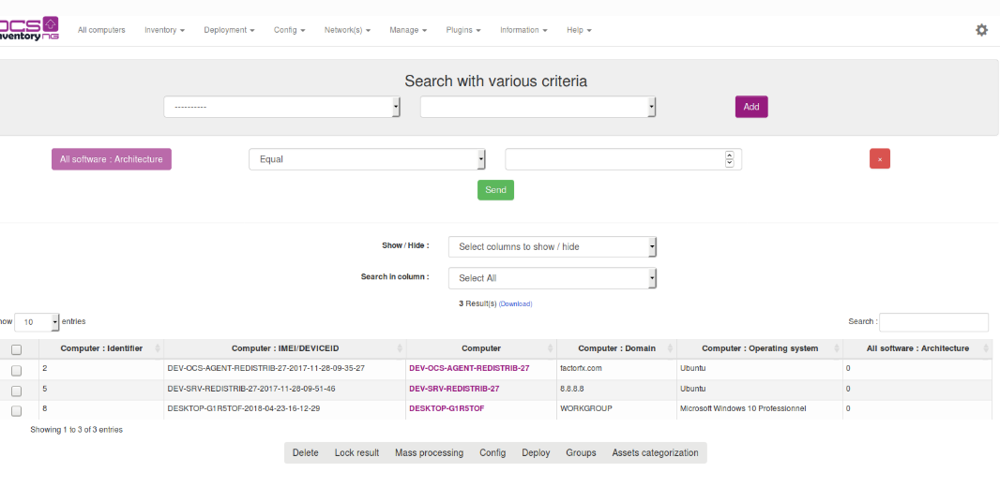 OCS
inventory NG
All computers Inventory Deployment Config Network(s) Manage Plugins Information Help
Search with various criteria
----------
Add
All software : Architecture Equal ×
Send
Show / Hide : Select columns to show / hide
Search in column : Select All
3 Result(s) (Download)
how 10 entries Search :
Computer : Identifier Computer : IMEI/DEVICEID Computer Computer : Domain Computer : Operating system All software : Architecture
2 DEV-OCS-AGENT-REDISTRIB-27-2017-11-28-09-35-27 DEV-OCS-AGENT-REDISTRIB-27 factorfx.com Ubuntu 0
5 DEV-SRV-REDISTRIB-27-2017-11-28-09-51-46 DEV-SRV-REDISTRIB-27 8.8.8.8 Ubuntu 0
8 DESKTOP-G1R5TOF-2018-04-23-16-12-29 DESKTOP-G1R5TOF WORKGROUP Microsoft Windows 10 Professionnel 0
Showing 1 to 3 of 3 entries
Delete Lock result Mass processing Config Deploy Groups Assets categorization